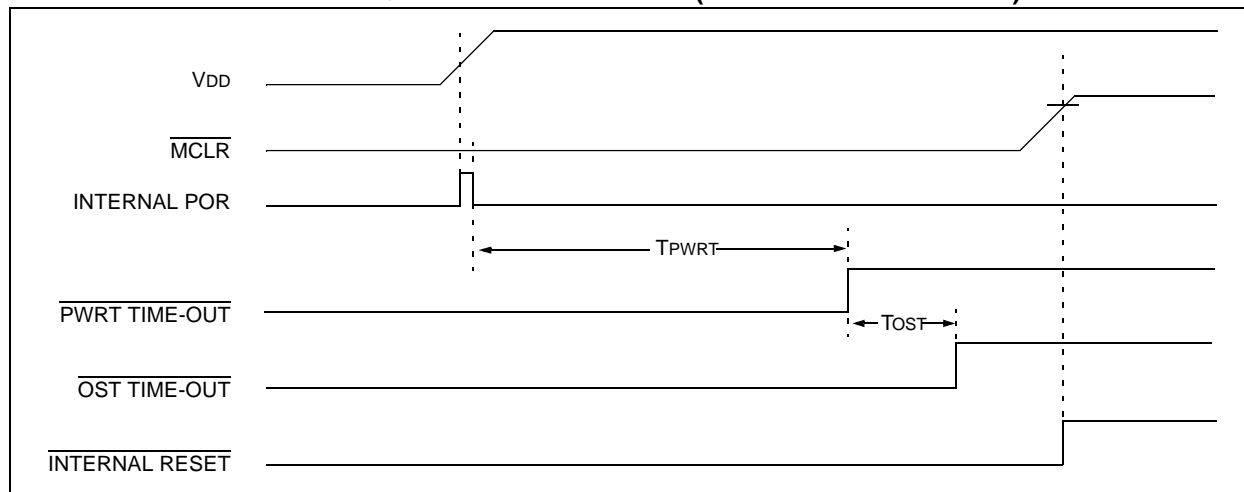 VDD
MCLR
INTERNAL POR
TPWRT
PWRT TIME-OUT
TOST
OST TIME-OUT
INTERNAL RESET